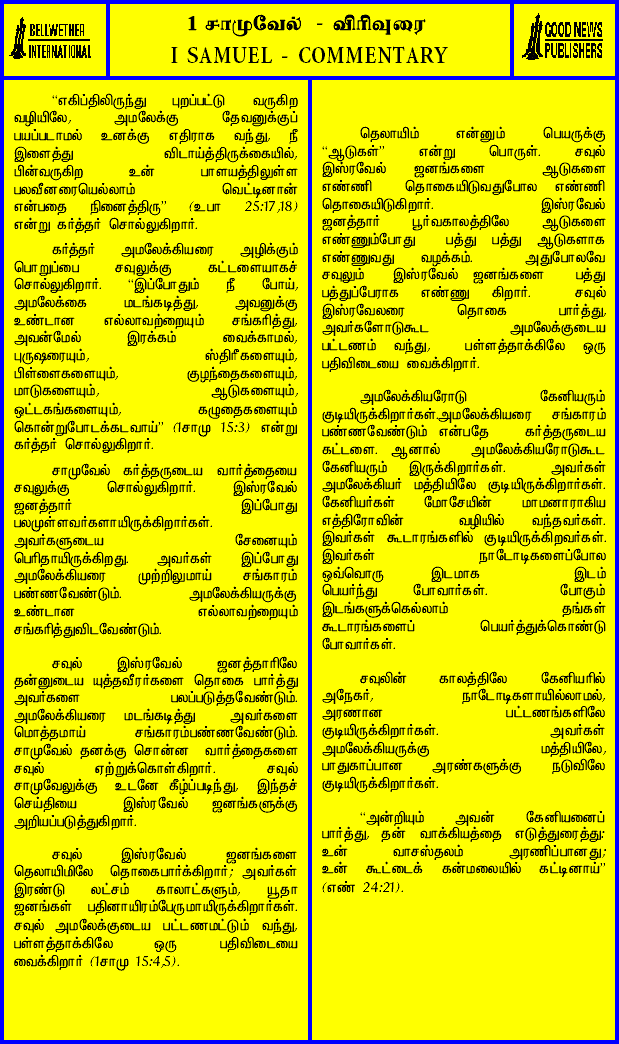 BELLWETHER
INTERNATIONAL
1 சாமுவேல் - விரிவுரை
I SAMUEL - COMMENTARY
GOOD NEWS
PUBLISHERS
“எகிப்திலிருந்து புறப்பட்டு வருகிற
வழியிலே, அமலேக்கு தேவனுக்குப்
பயப்படாமல் உனக்கு எதிராக வந்து, நீ
இளைத்து விடாய்த்திருக்கையில்,
பின்வருகிற உன் பாளயத்திலுள்ள
பலவீனரையெல்லாம் வெட்டினான்
என்பதை நினைத்திரு” (உபா 25:17,18)
என்று கர்த்தர் சொல்லுகிறார்.
கர்த்தர் அமலேக்கியரை அழிக்கும்
பொறுப்பை சவுலுக்கு கட்டளையாகச்
சொல்லுகிறார். “இப்போதும் நீ போய்,
அமலேக்கை மடங்கடித்து, அவனுக்கு
உண்டான எல்லாவற்றையும் சங்கரித்து,
அவன்மேல் இரக்கம் வைக்காமல்,
புருஷரையும், ஸ்திரீகளையும்,
பிள்ளைகளையும், குழந்தைகளையும்,
மாடுகளையும், ஆடுகளையும்,
ஒட்டகங்களையும், கழுதைகளையும்
கொன்றுபோடக்கடவாய்” (1சாமு 15:3) என்று
கர்த்தர் சொல்லுகிறார்.
சாமுவேல் கர்த்தருடைய வார்த்தையை
சவுலுக்கு சொல்லுகிறார். இஸ்ரவேல்
ஜனத்தார் இப்போது
பலமுள்ளவர்களாயிருக்கிறார்கள்.
அவர்களுடைய சேனையும்
பெரிதாயிருக்கிறது. அவர்கள் இப்போது
அமலேக்கியரை முற்றிலுமாய் சங்காரம்
பண்ணவேண்டும். அமலேக்கியருக்கு
உண்டான எல்லாவற்றையும்
சங்கரித்துவிடவேண்டும்.
சவுல் இஸ்ரவேல் ஜனத்தாரிலே
தன்னுடைய யுத்தவீரர்களை தொகை பார்த்து
அவர்களை பலப்படுத்தவேண்டும்.
அமலேக்கியரை மடங்கடித்து அவர்களை
மொத்தமாய் சங்காரம்பண்ணவேண்டும்.
சாமுவேல் தனக்கு சொன்ன வார்த்தைகளை
சவுல் ஏற்றுக்கொள்கிறார். சவுல்
சாமுவேலுக்கு உடனே கீழ்ப்படிந்து, இந்தச்
செய்தியை இஸ்ரவேல் ஜனங்களுக்கு
அறியப்படுத்துகிறார்.
சவுல் இஸ்ரவேல் ஜனங்களை
தெலாயிமிலே தொகைபார்க்கிறார்; அவர்கள்
இரண்டு லட்சம் காலாட்களும், யூதா
ஜனங்கள் பதினாயிரம்பேருமாயிருக்கிறார்கள்.
சவுல் அமலேக்குடைய பட்டணமட்டும் வந்து,
பள்ளத்தாக்கிலே ஒரு பதிவிடையை
வைக்கிறார் (1சாமு 15:4,5).
தெலாயிம் என்னும் பெயருக்கு
“ஆடுகள்” என்று பொருள். சவுல்
இஸ்ரவேல் ஜனங்களை ஆடுகளை
எண்ணி தொகையிடுவதுபோல எண்ணி
தொகையிடுகிறார். இஸ்ரவேல்
ஜனத்தார் பூர்வகாலத்திலே ஆடுகளை
எண்ணும்போது பத்து பத்து ஆடுகளாக
எண்ணுவது வழக்கம். அதுபோலவே
சவுலும் இஸ்ரவேல் ஜனங்களை பத்து
பத்துப்பேராக எண்ணு கிறார். சவுல்
இஸ்ரவேலரை தொகை பார்த்து,
அவர்களோடுகூட அமலேக்குடைய
பட்டணம் வந்து, பள்ளத்தாக்கிலே ஒரு
பதிவிடையை வைக்கிறார்.
அமலேக்கியரோடு கேனியரும்
குடியிருக்கிறார்கள்.அமலேக்கியரை சங்காரம்
பண்ணவேண்டும் என்பதே கர்த்தருடைய
கட்டளை. ஆனால் அமலேக்கியரோடுகூட
கேனியரும் இருக்கிறார்கள். அவர்கள்
அமலேக்கியர் மத்தியிலே குடியிருக்கிறார்கள்.
கேனியர்கள் மோசேயின் மாமனாராகிய
எத்திரோவின் வழியில் வந்தவர்கள்.
இவர்கள் கூடாரங்களில் குடியிருக்கிறவர்கள்.
இவர்கள் நாடோடிகளைப்போல
ஒவ்வொரு இடமாக இடம்
பெயர்ந்து போவார்கள். போகும்
இடங்களுக்கெல்லாம் தங்கள்
கூடாரங்களைப் பெயர்த்துக்கொண்டு
போவார்கள்.
சவுலின் காலத்திலே கேனியரில்
அநேகர், நாடோடிகளாயில்லாமல்,
அரணான பட்டணங்களிலே
குடியிருக்கிறார்கள். அவர்கள்
அமலேக்கியருக்கு மத்தியிலே,
பாதுகாப்பான அரண்களுக்கு நடுவிலே
குடியிருக்கிறார்கள்.
“அன்றியும் அவன் கேனியனைப்
பார்த்து, தன் வாக்கியத்தை எடுத்துரைத்து:
உன் வாசஸ்தலம் அரணிப்பானது;
உன் கூட்டைக் கன்மலையில் கட்டினாய்”
(எண் 24:21).